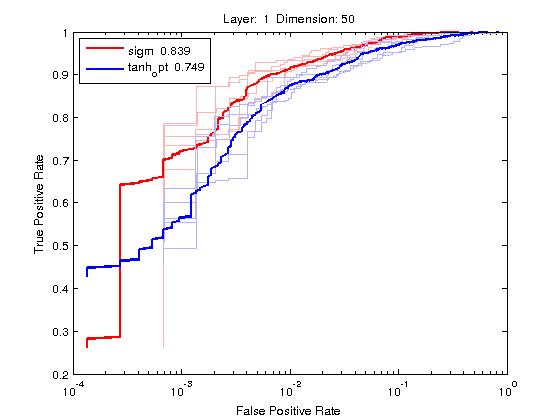 Layer: 1 Dimension: 50
sigm 0.839
tanh_opt 0.749
1
0.9
0.8
0.7
0.6
0.5
0.4
0.3
0.2
True Positive Rate
10^-4
10^-3
10^-2
10^-1
10^0
False Positive Rate